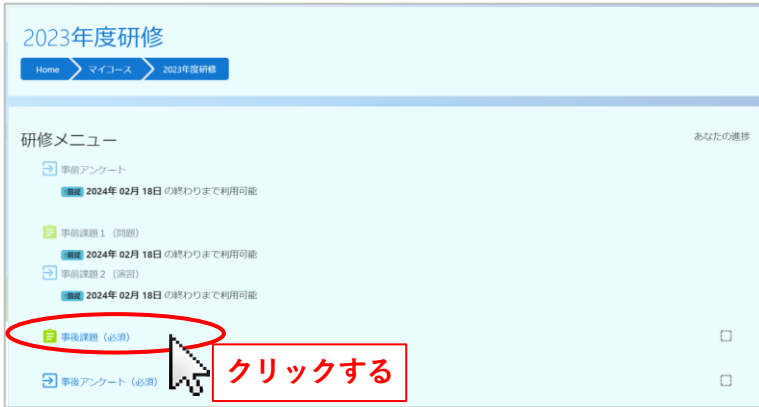 2023年度研修
Home マイコース 2023年度研修
研修メニュー
あなたの進捗
事前アンケート
2024年 02月 18日 の終わりまで利用可能
事前課題1（問題）
2024年 02月 18日 の終わりまで利用可能
事前課題2（演習）
2024年 02月 18日 の終わりまで利用可能
事後課題（必須）
クリックする
事後アンケート（必須）